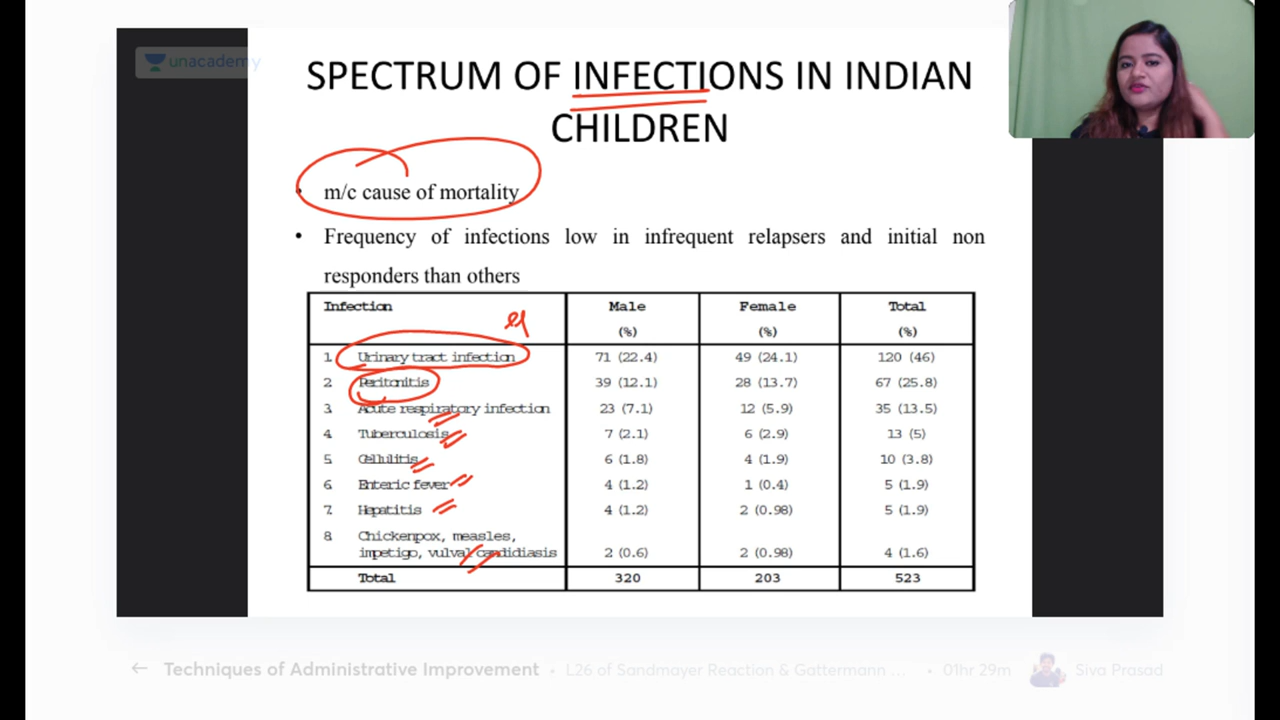 unacademy
SPECTRUM OF INFECTIONS IN INDIAN
CHILDREN
• m/c cause of mortality
• Frequency of infections low in infrequent relapsers and initial non
responders than others
Infection Male Female Total
(%) (%) (%)
1. Urinary tract infection 71 (22.4) 49 (24.1) 120 (46)
2. Peritonitis 39 (12.1) 28 (13.7) 67 (25.8)
3. Acute respiratory infection 23 (7.1) 12 (5.9) 35 (13.5)
4. Tuberculosis 7 (2.1) 6 (2.9) 13 (5)
5. Cellulitis 6 (1.8) 4 (1.9) 10 (3.8)
6. Enteric fever 4 (1.2) 1 (0.4) 5 (1.9)
7. Hepatitis 4 (1.2) 2 (0.98) 5 (1.9)
8. Chickenpox, measles,
impetigo, vulval candidiasis 2 (0.6) 2 (0.98) 4 (1.6)
Total 320 203 523
← Techniques of Administrative Improvement • L26 of Sandmayer Reaction & Gattermann ... • 01hr 29m Siva Prasad